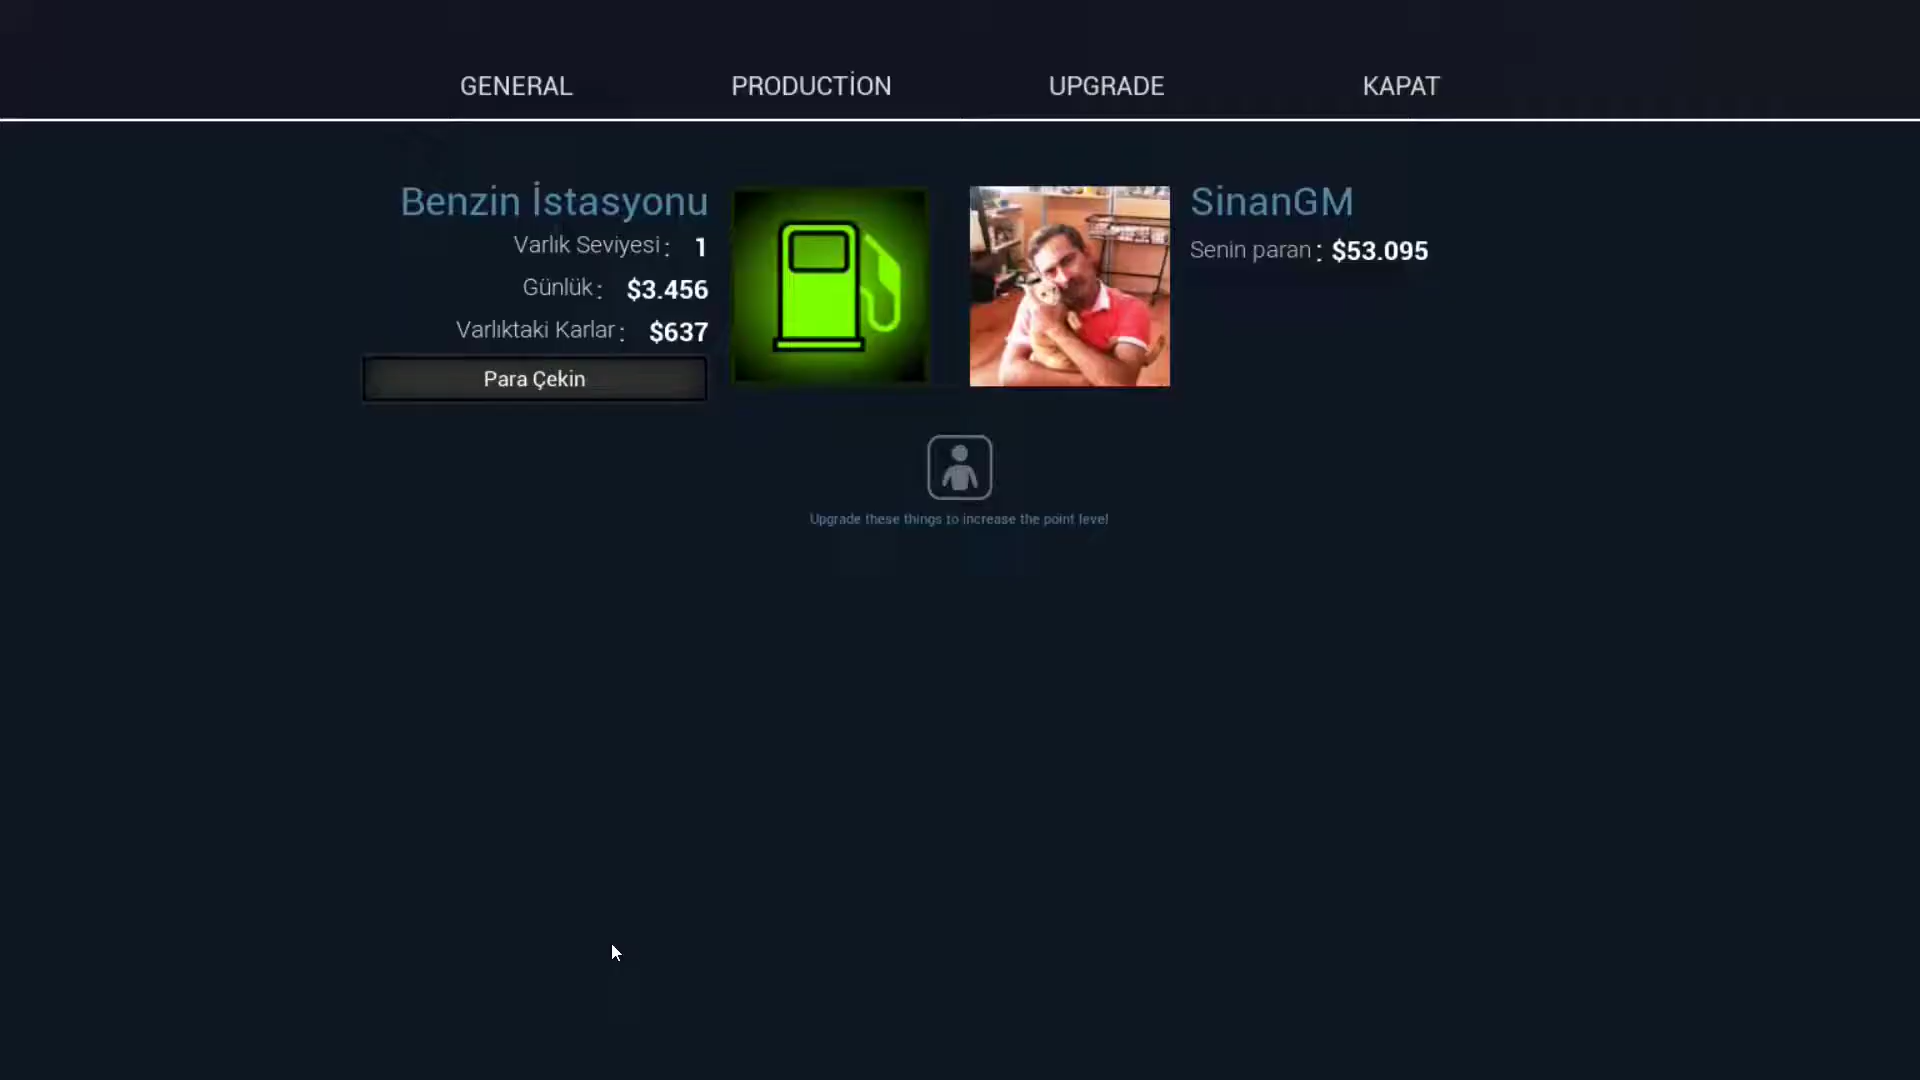 GENERAL PRODUCTİON UPGRADE KAPAT
Benzin İstasyonu
Varlık Seviyesi : 1
Günlük : $3.456
Varlıktaki Karlar : $637
Para Çekin
SinanGM
Senin paran : $53.095
Upgrade these things to increase the point level